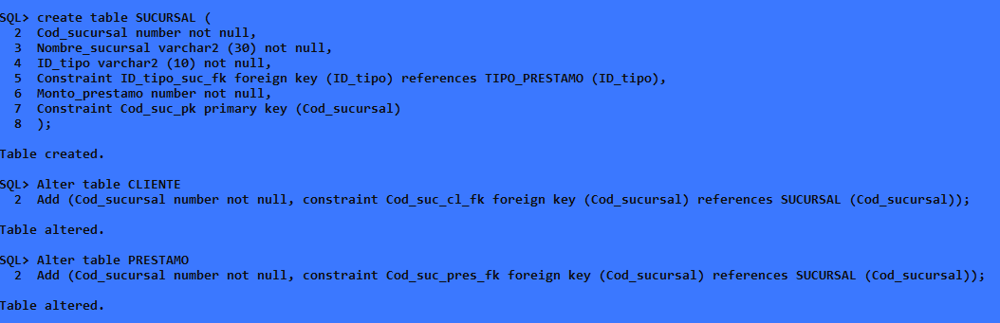 SQL> create table SUCURSAL (
  2  Cod_sucursal number not null,
  3  Nombre_sucursal varchar2 (30) not null,
  4  ID_tipo varchar2 (10) not null,
  5  Constraint ID_tipo_suc_fk foreign key (ID_tipo) references TIPO_PRESTAMO (ID_tipo),
  6  Monto_prestamo number not null,
  7  Constraint Cod_suc_pk primary key (Cod_sucursal)
  8  );
Table created.
SQL> Alter table CLIENTE
  2  Add (Cod_sucursal number not null, constraint Cod_suc_cl_fk foreign key (Cod_sucursal) references SUCURSAL (Cod_sucursal));
Table altered.
SQL> Alter table PRESTAMO
  2  Add (Cod_sucursal number not null, constraint Cod_suc_pres_fk foreign key (Cod_sucursal) references SUCURSAL (Cod_sucursal));
Table altered.